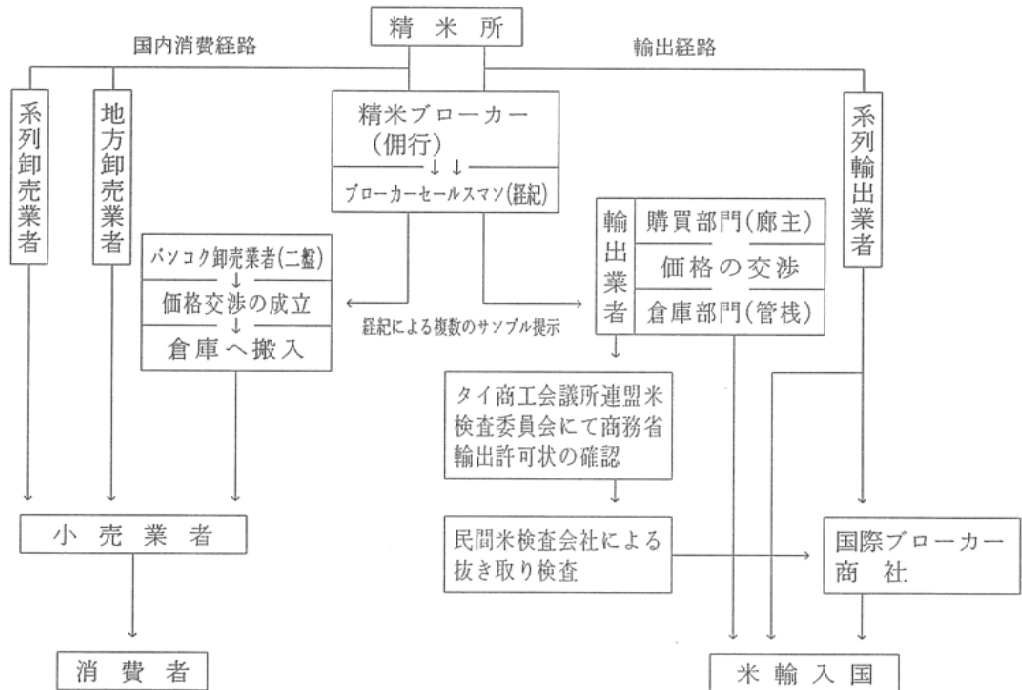 精米所
国内消費経路
輸出経路
系列卸売業者
地方卸売業者
精米ブローカー
(佣行)
ブローカーセールスマン(経紀)
系列輸出業者
輸出業者
購買部門(廊主)
価格の交渉
倉庫部門(管栈)
バンコク卸売業者(二盤)
価格交渉の成立
倉庫へ搬入
経紀による複数のサンプル提示
タイ商工会議所連盟米
検査委員会にて商務省
輸出許可状の確認
小売業者
民間米検査会社による
抜き取り検査
国際ブローカー
商社
消費者
米輸入国